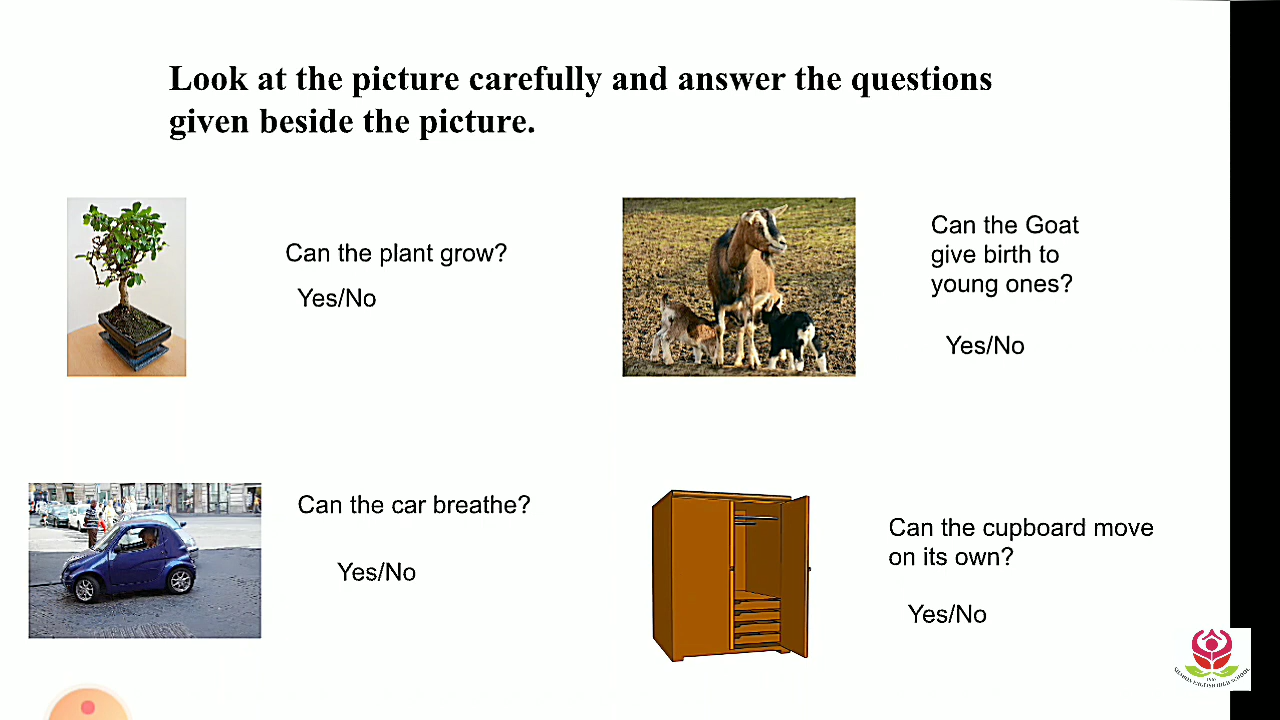 Look at the picture carefully and answer the questions
given beside the picture.
Can the plant grow?
Yes/No
Can the Goat
give birth to
young ones?
Yes/No
Can the car breathe?
Yes/No
Can the cupboard move
on its own?
Yes/No